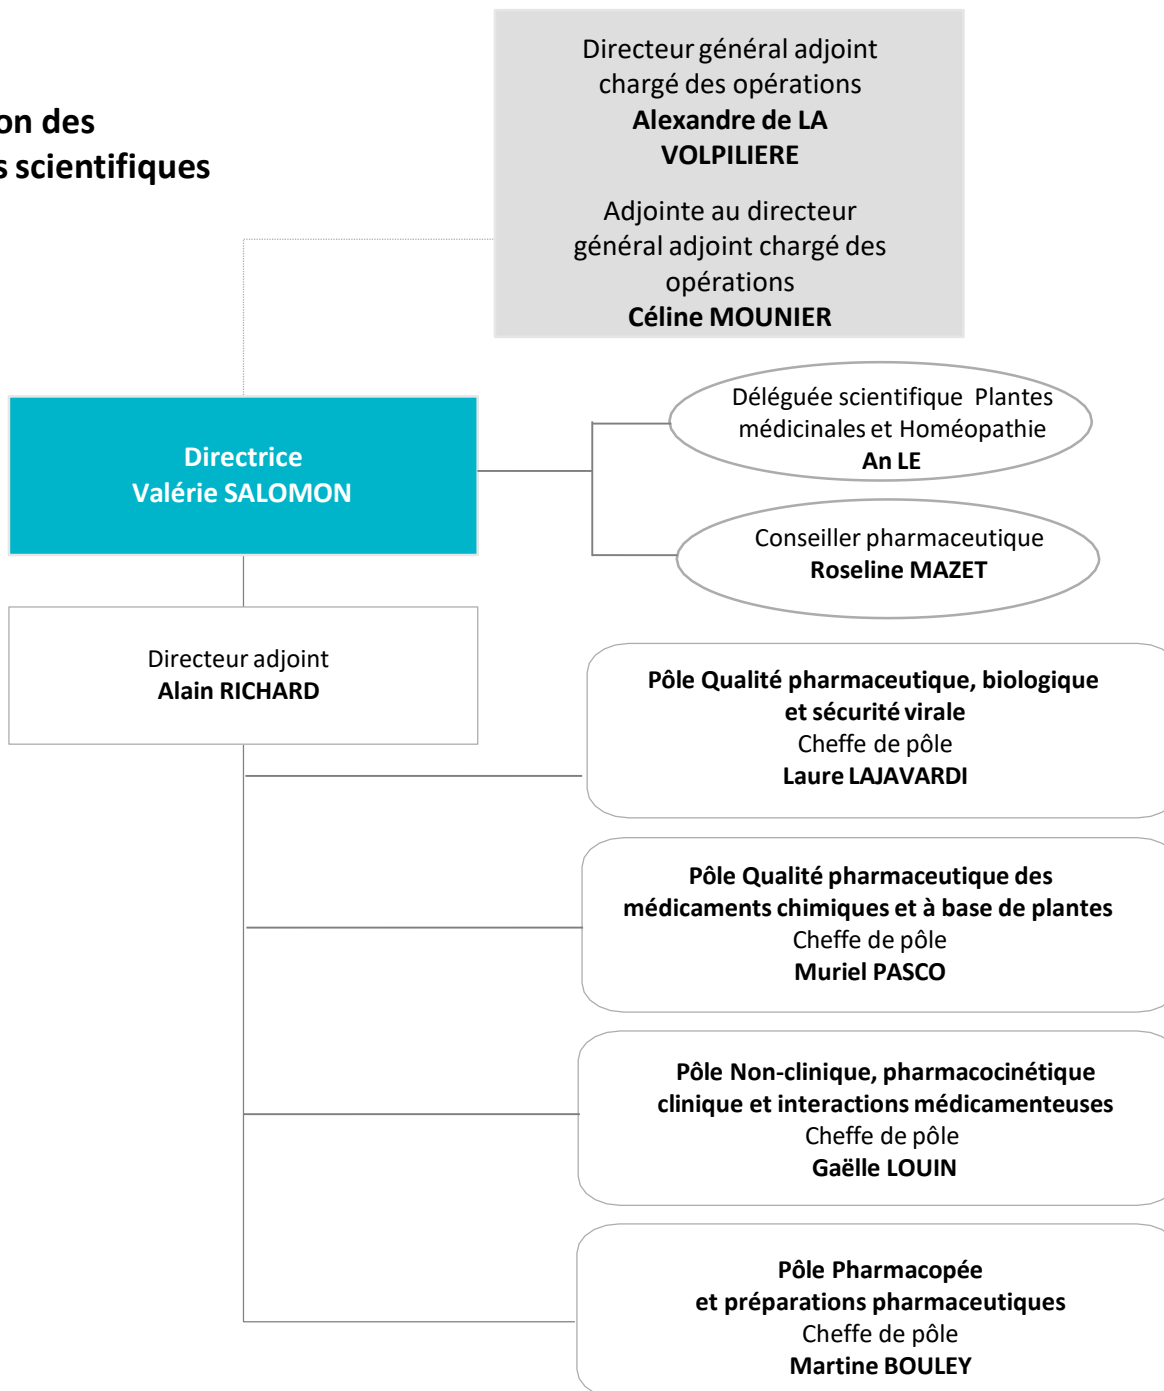 on des
s scientifiques
Directeur général adjoint
chargé des opérations
Alexandre de LA
VOLPILIERE
Adjointe au directeur
général adjoint chargé des
opérations
Céline MOUNIER
Directrice
Valérie SALOMON
Déléguée scientifique Plantes
médicinales et Homéopathie
An LE
Conseiller pharmaceutique
Roseline MAZET
Directeur adjoint
Alain RICHARD
Pôle Qualité pharmaceutique, biologique
et sécurité virale
Cheffe de pôle
Laure LAJAVARDI
Pôle Qualité pharmaceutique des
médicaments chimiques et à base de plantes
Cheffe de pôle
Muriel PASCO
Pôle Non-clinique, pharmacocinétique
clinique et interactions médicamenteuses
Cheffe de pôle
Gaëlle LOUIN
Pôle Pharmacopée
et préparations pharmaceutiques
Cheffe de pôle
Martine BOULEY